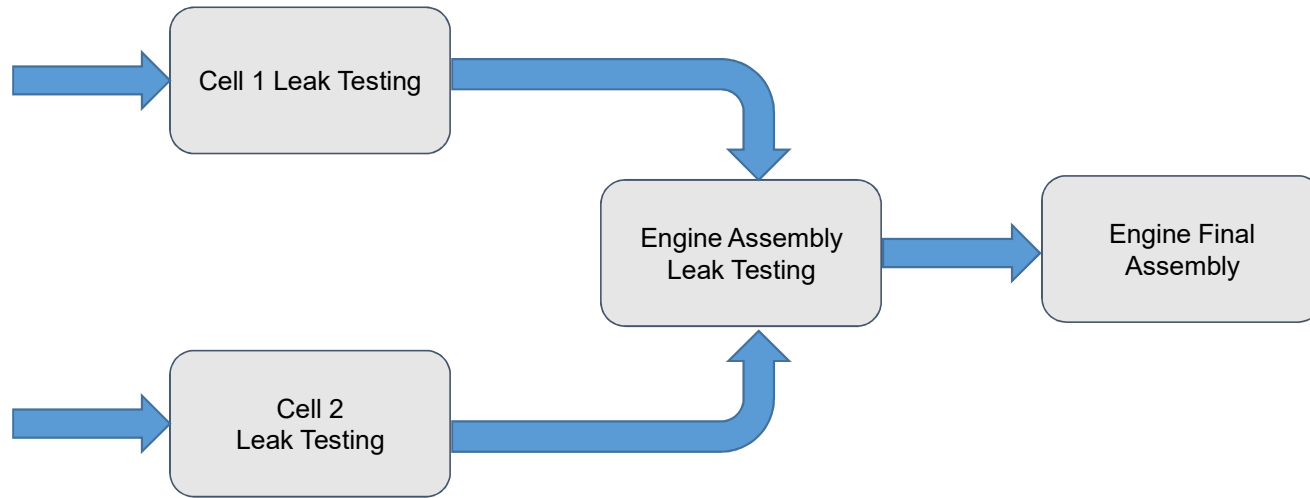 Cell 1 Leak Testing
Engine Assembly
Leak Testing
Engine Final
Assembly
Cell 2
Leak Testing